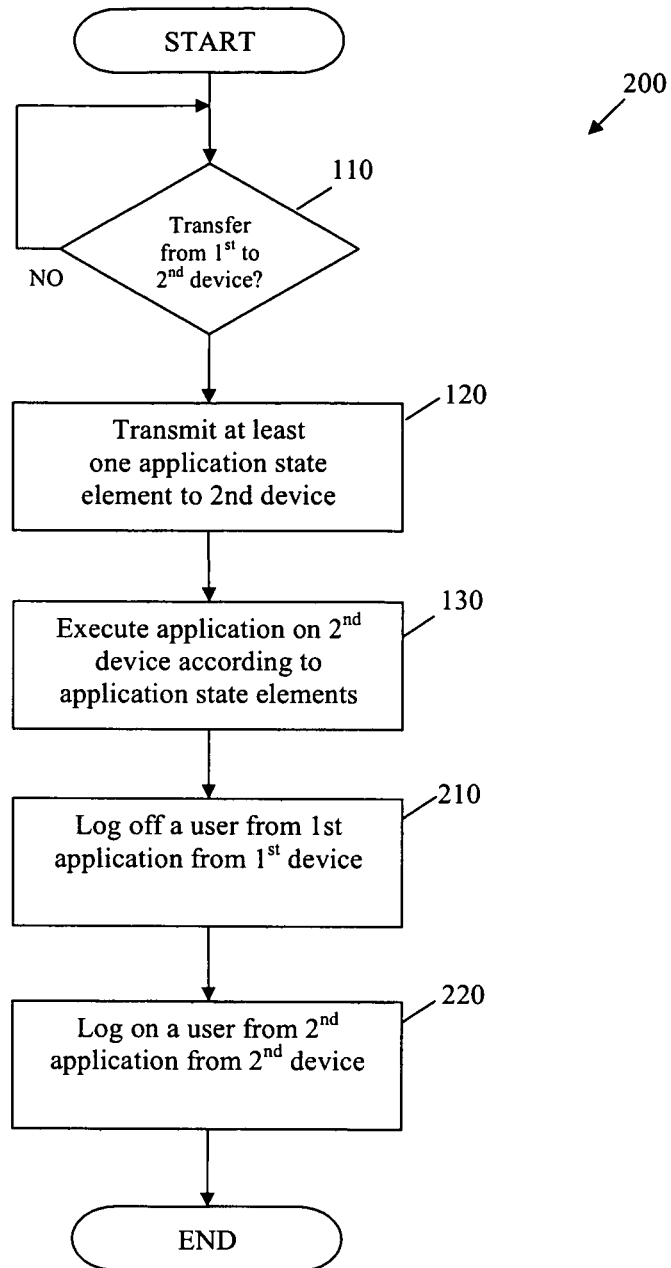 START
200
110
Transfer
from 1st to
2nd device?
NO
120
Transmit at least
one application state
element to 2nd device
130
Execute application on 2nd
device according to
application state elements
210
Log off a user from 1st
application from 1st device
220
Log on a user from 2nd
application from 2nd device
END